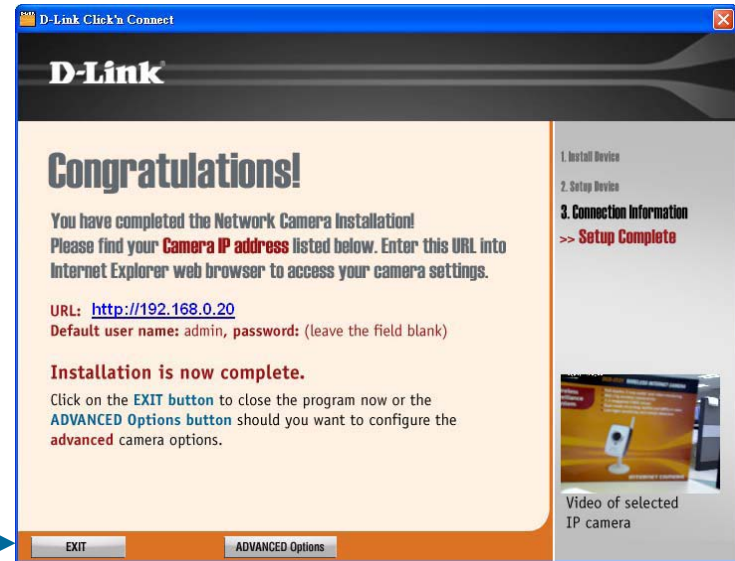 D-Link Click'n Connect
D-Link
Congratulations!
You have completed the Network Camera Installation!
Please find your Camera IP address listed below. Enter this URL into
Internet Explorer web browser to access your camera settings.
URL: http://192.168.0.20
Default user name: admin, password: (leave the field blank)
Installation is now complete.
Click on the EXIT button to close the program now or the
ADVANCED Options button should you want to configure the
advanced camera options.
EXIT
ADVANCED Options
1. Install Device
2. Setup Device
3. Connection Information
>> Setup Complete
WIRELESS INTERNET CAMERA
INTERNET CAMERA
Video of selected
IP camera